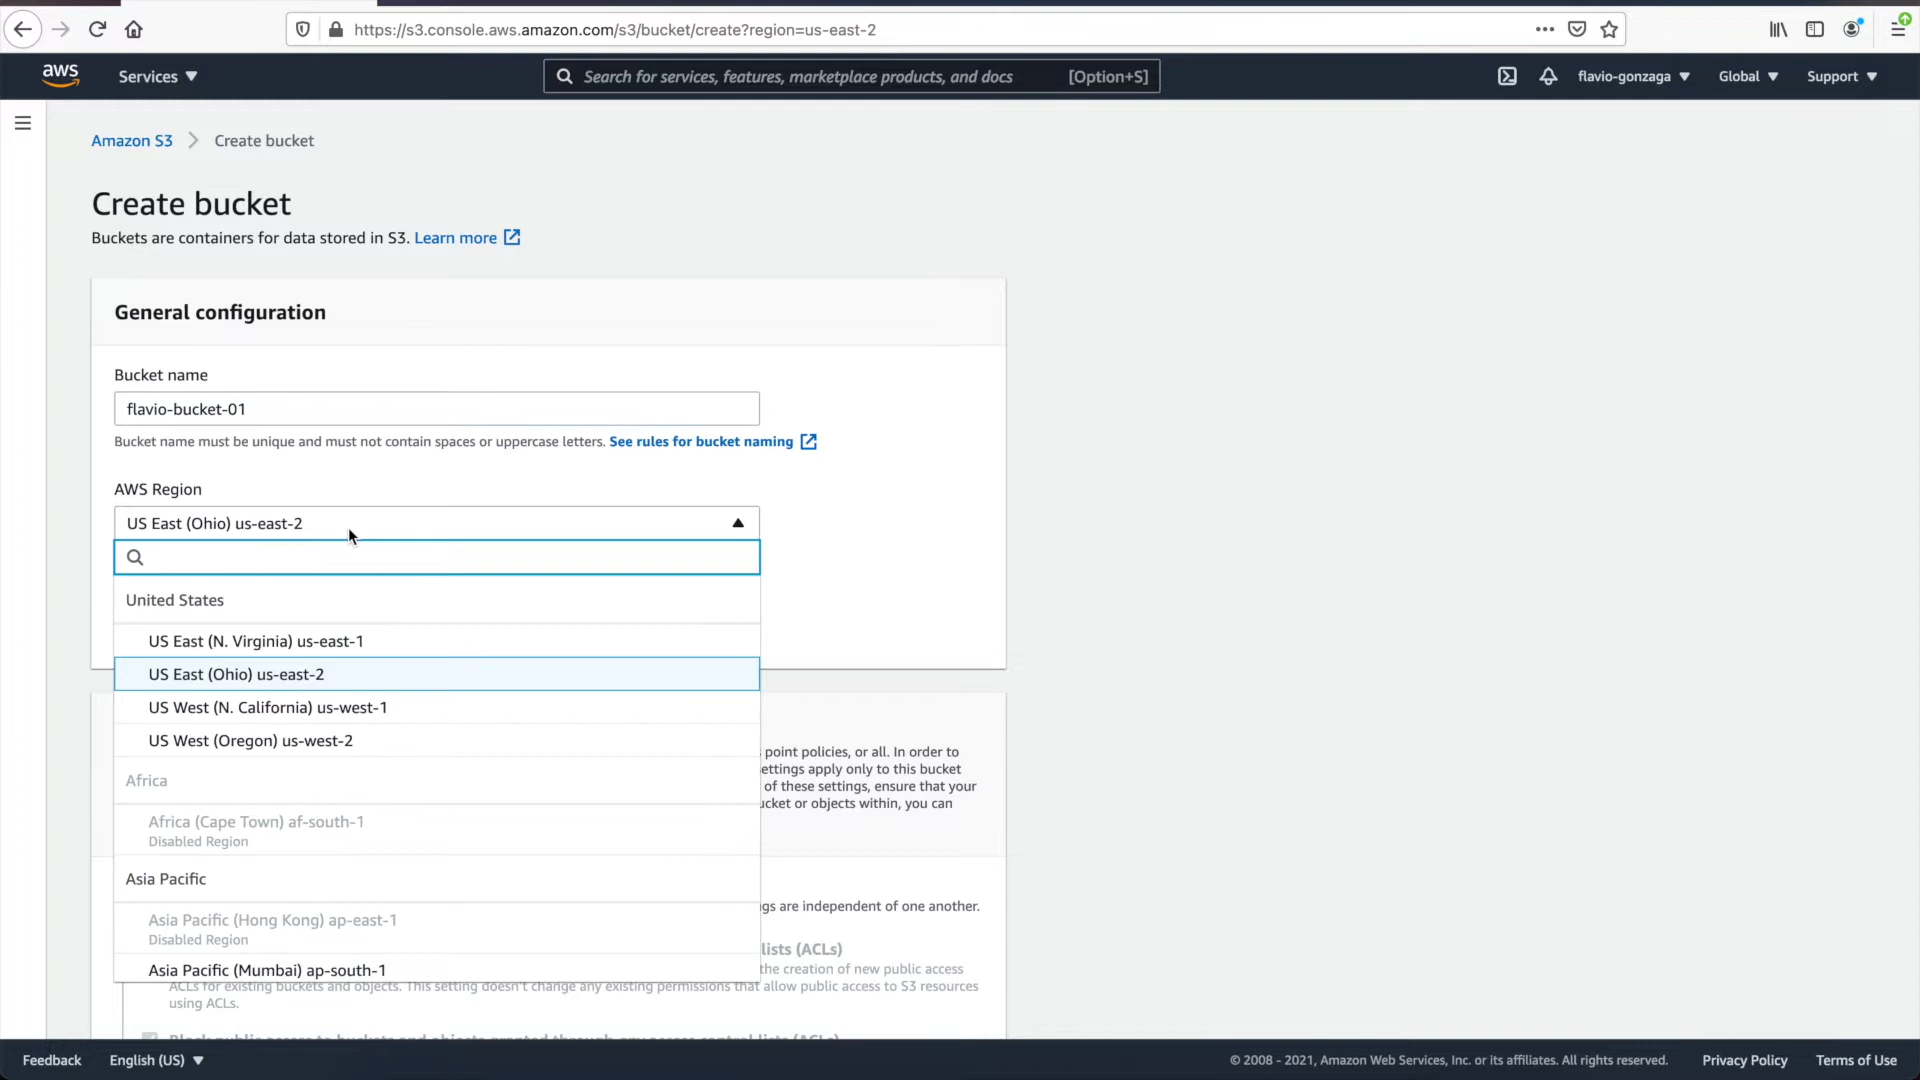 https://s3.console.aws.amazon.com/s3/bucket/create?region=us-east-2
aws
Services
Search for services, features, marketplace products, and docs [Option+S]
flavio-gonzaga
Global
Support
Amazon S3 > Create bucket
Create bucket
Buckets are containers for data stored in S3. Learn more
General configuration
Bucket name
flavio-bucket-01
Bucket name must be unique and must not contain spaces or uppercase letters. See rules for bucket naming
AWS Region
US East (Ohio) us-east-2
United States
US East (N. Virginia) us-east-1
US East (Ohio) us-east-2
US West (N. California) us-west-1
US West (Oregon) us-west-2
Africa
Africa (Cape Town) af-south-1
Disabled Region
Asia Pacific
Asia Pacific (Hong Kong) ap-east-1
Disabled Region
Asia Pacific (Mumbai) ap-south-1
point policies, or all. In order to
ettings apply only to this bucket
of these settings, ensure that your
ucket or objects within, you can
gs are independent of one another.
lists (ACLs)
the creation of new public access
ACLs for existing buckets and objects. This setting doesn't change any existing permissions that allow public access to S3 resources
using ACLs.
Block public access to buckets and objects granted through any access control lists (ACLs)
Feedback
English (US)
© 2008 - 2021, Amazon Web Services, Inc. or its affiliates. All rights reserved.
Privacy Policy
Terms of Use